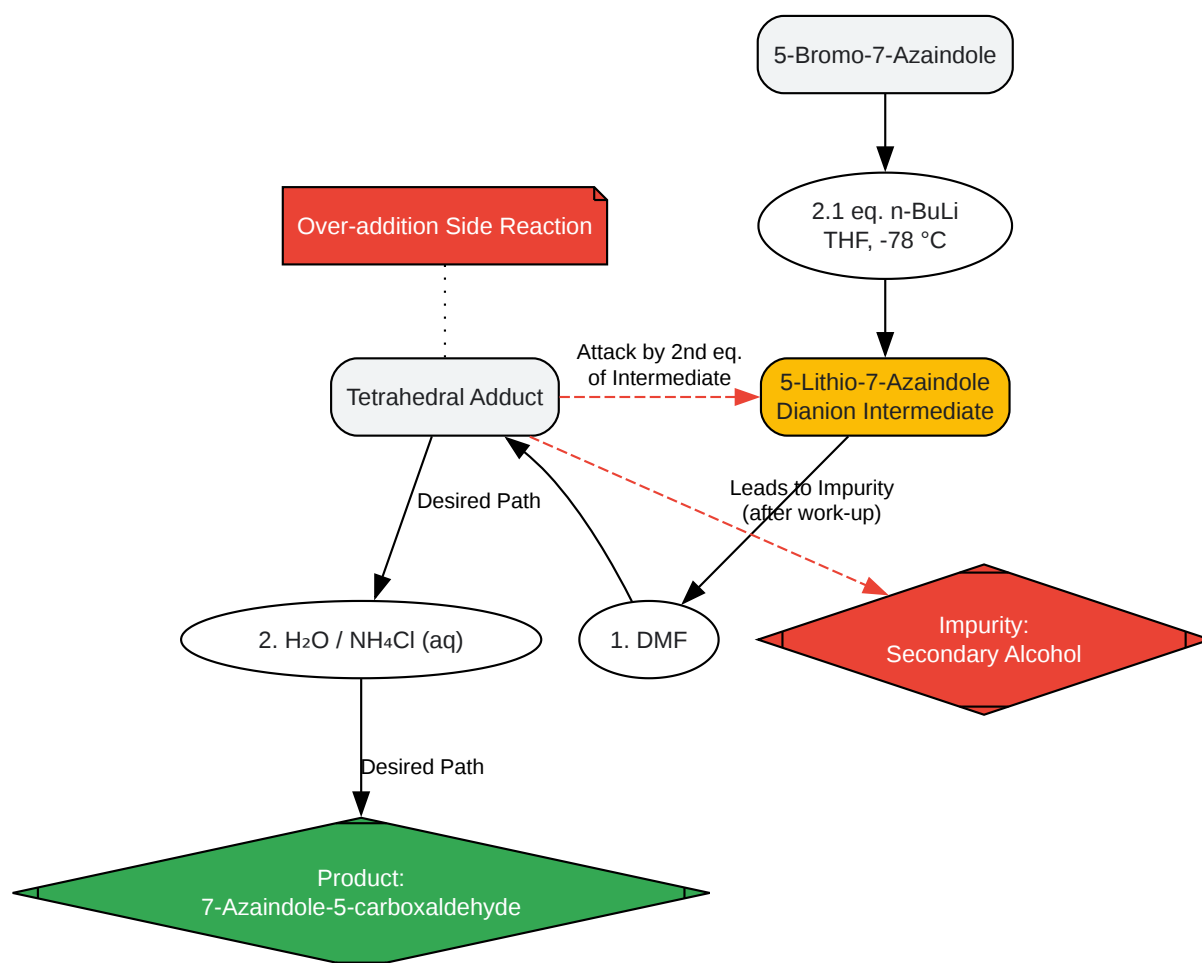 5-Bromo-7-Azaindole
2.1 eq. n-BuLi
THF, -78 °C
Over-addition Side Reaction
Attack by 2nd eq.
of Intermediate
Tetrahedral Adduct
5-Lithio-7-Azaindole
Dianion Intermediate
Desired Path
Leads to Impurity
(after work-up)
2. H₂O / NH₄Cl (aq)
1. DMF
Impurity:
Secondary Alcohol
Desired Path
Product:
7-Azaindole-5-carboxaldehyde